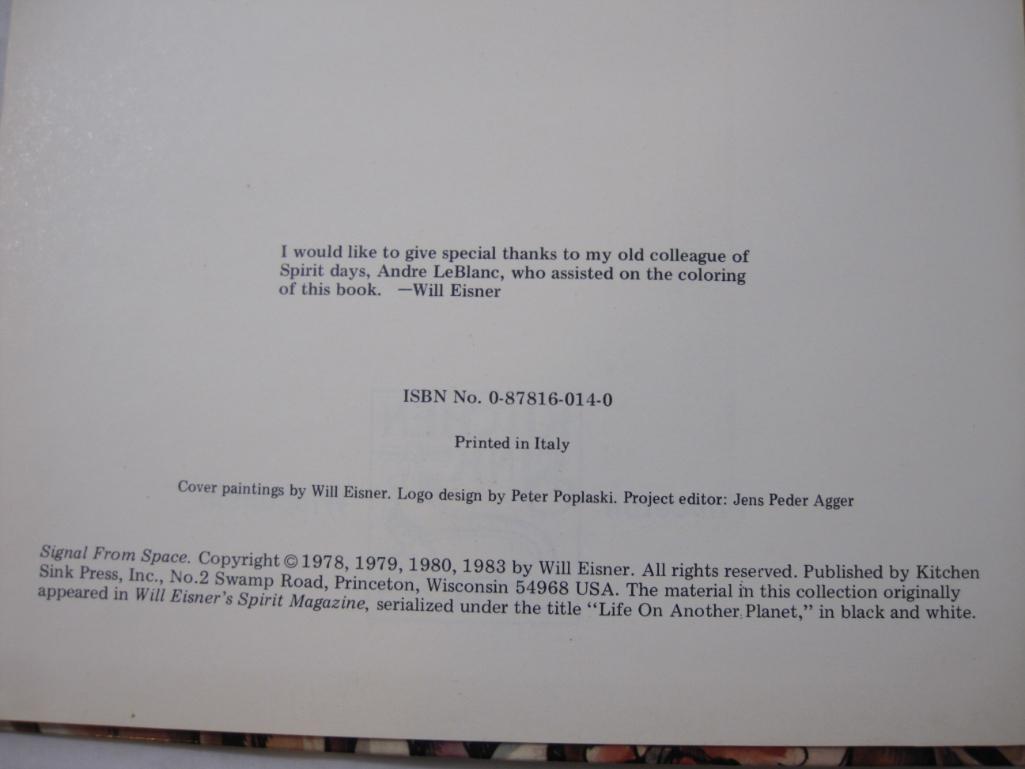 I would like to give special thanks to my old colleague of
Spirit days, Andre LeBlanc, who assisted on the coloring
of this book. —Will Eisner
ISBN No. 0-87816-014-0
Printed in Italy
Cover paintings by Will Eisner. Logo design by Peter Poplaski. Project editor: Jens Peder Agger
Signal From Space. Copyright © 1978, 1979, 1980, 1983 by Will Eisner. All rights reserved. Published by Kitchen
Sink Press, Inc., No.2 Swamp Road, Princeton, Wisconsin 54968 USA. The material in this collection originally
appeared in Will Eisner's Spirit Magazine, serialized under the title “Life On Another Planet,” in black and white.